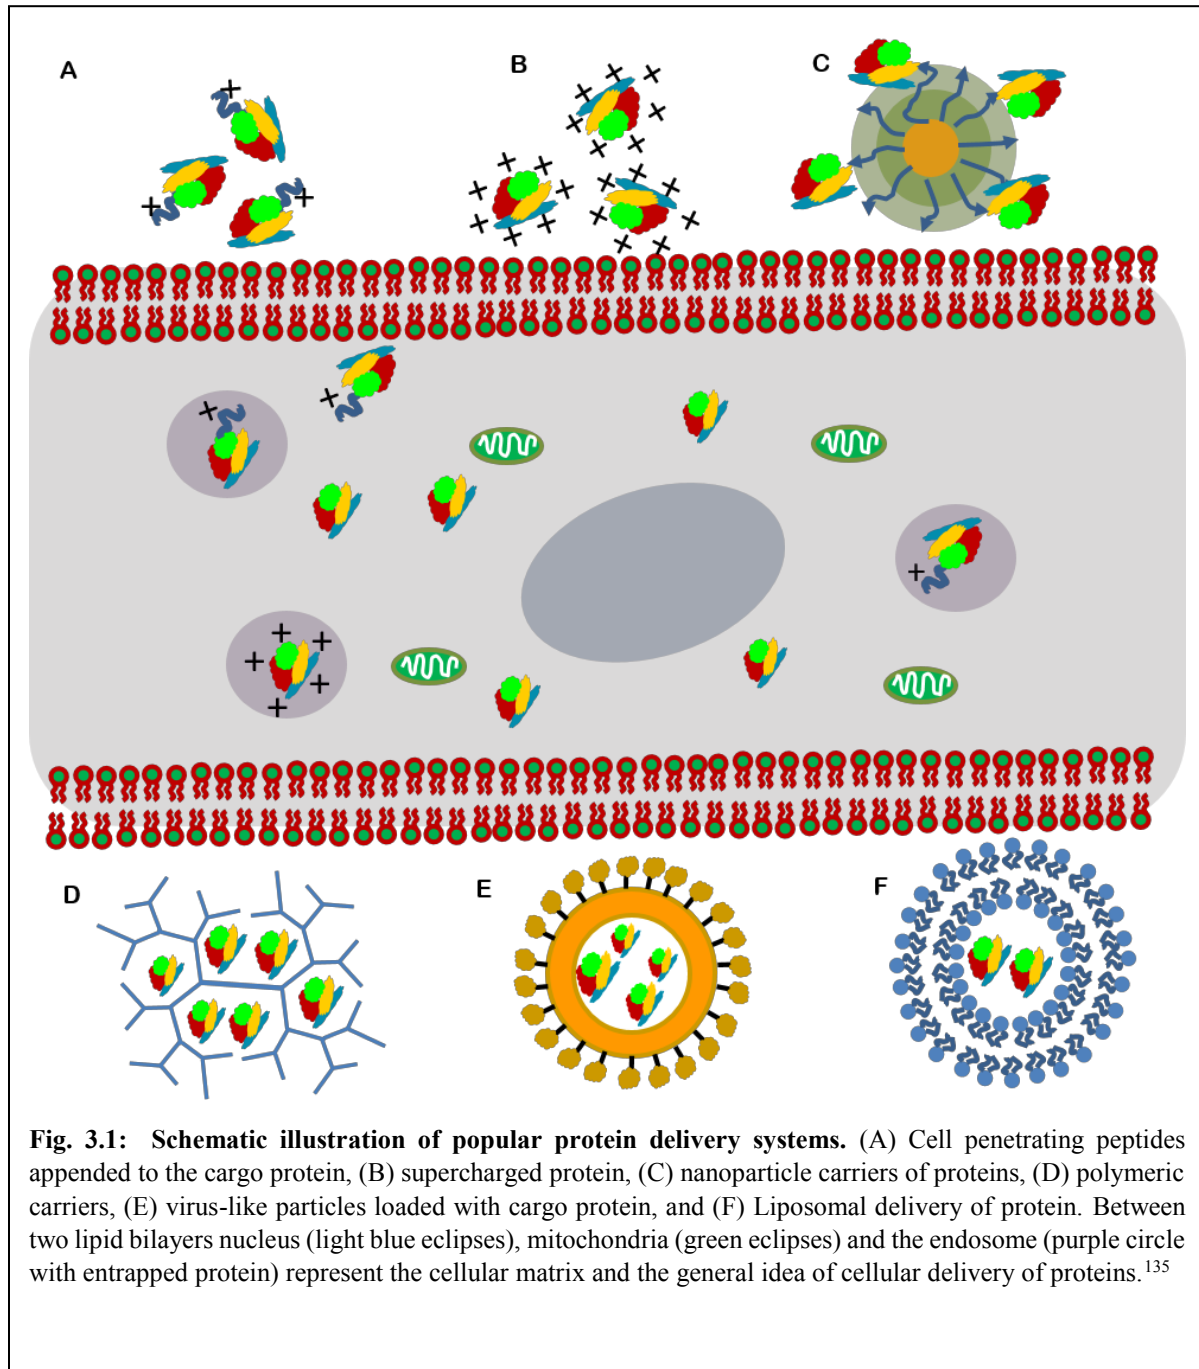 A
B
C
D
E
F
Fig. 3.1: Schematic illustration of popular protein delivery systems. (A) Cell penetrating peptides
appended to the cargo protein, (B) supercharged protein, (C) nanoparticle carriers of proteins, (D) polymeric
carriers, (E) virus-like particles loaded with cargo protein, and (F) Liposomal delivery of protein. Between
two lipid bilayers nucleus (light blue eclipses), mitochondria (green eclipses) and the endosome (purple circle
with entrapped protein) represent the cellular matrix and the general idea of cellular delivery of proteins.135